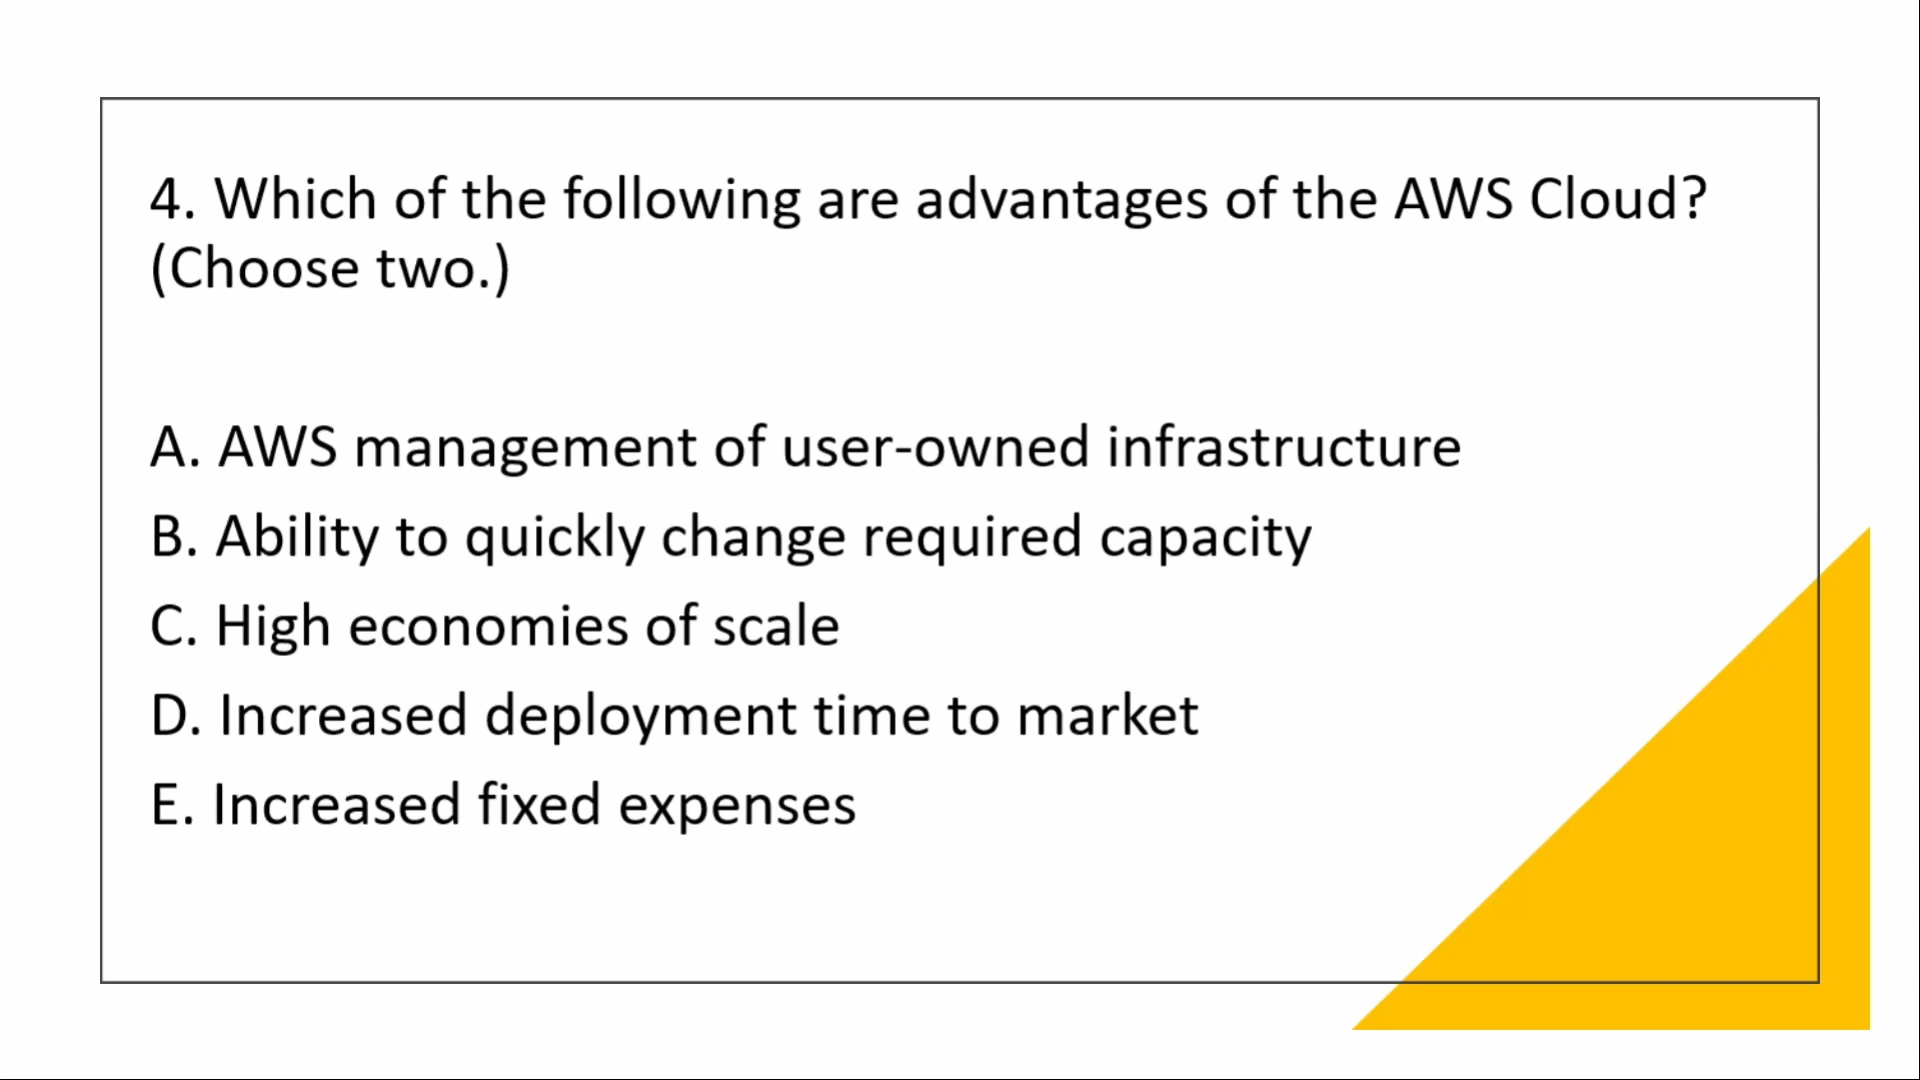 4. Which of the following are advantages of the AWS Cloud?
(Choose two.)
A. AWS management of user-owned infrastructure
B. Ability to quickly change required capacity
C. High economies of scale
D. Increased deployment time to market
E. Increased fixed expenses